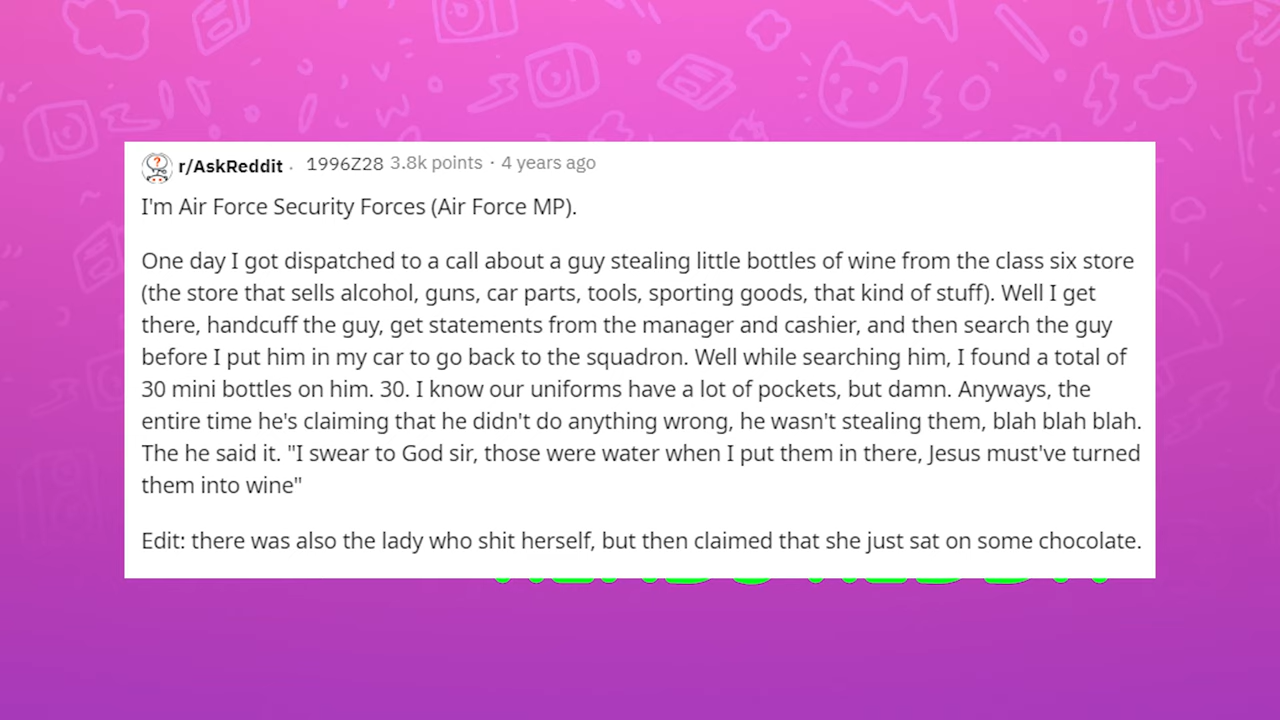 r/AskReddit · 1996Z28 3.8k points · 4 years ago
I'm Air Force Security Forces (Air Force MP).
One day I got dispatched to a call about a guy stealing little bottles of wine from the class six store
(the store that sells alcohol, guns, car parts, tools, sporting goods, that kind of stuff). Well I get
there, handcuff the guy, get statements from the manager and cashier, and then search the guy
before I put him in my car to go back to the squadron. Well while searching him, I found a total of
30 mini bottles on him. 30. I know our uniforms have a lot of pockets, but damn. Anyways, the
entire time he's claiming that he didn't do anything wrong, he wasn't stealing them, blah blah blah.
The he said it. "I swear to God sir, those were water when I put them in there, Jesus must've turned
them into wine"
Edit: there was also the lady who shit herself, but then claimed that she just sat on some chocolate.